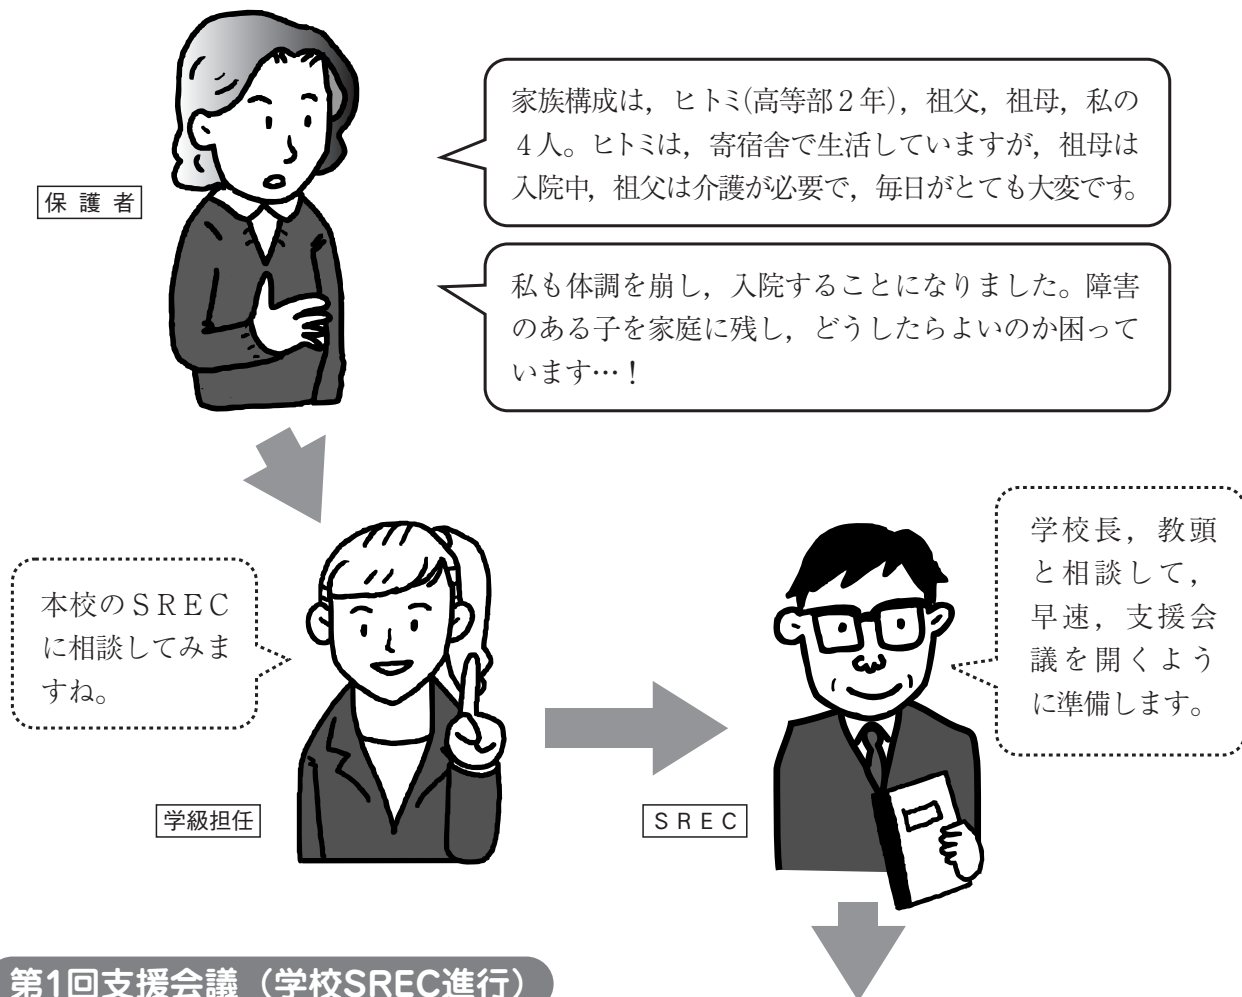 家族構成は，ヒトミ(高等部２年)，祖父，祖母，私の
４人。ヒトミは，寄宿舎で生活していますが，祖母は
入院中，祖父は介護が必要で，毎日がとても大変です。
保護者
私も体調を崩し，入院することになりました。障害
のある子を家庭に残し，どうしたらよいのか困って
います…！
本校のＳＲＥＣ
に相談してみま
すね。
学級担任
学校長，教頭
と相談して，
早速，支援会
議を開くよう
に準備します。
ＳＲＥＣ
第1回支援会議（学校SREC進行）